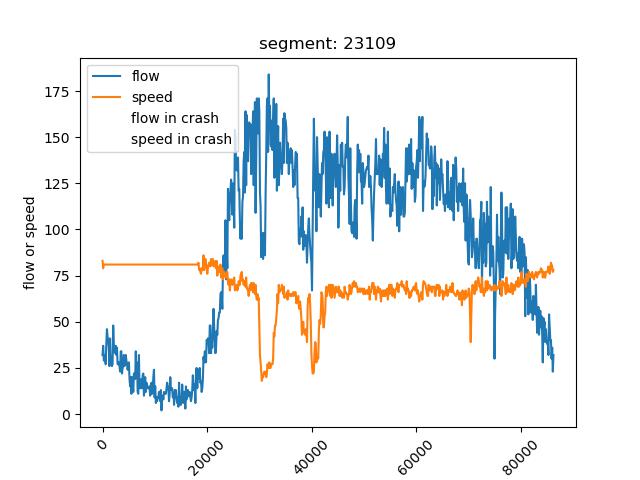 segment: 23109
flow
speed
flow in crash
speed in crash
flow or speed
175
150
125
100
75
50
25
0
0
20000
40000
60000
80000